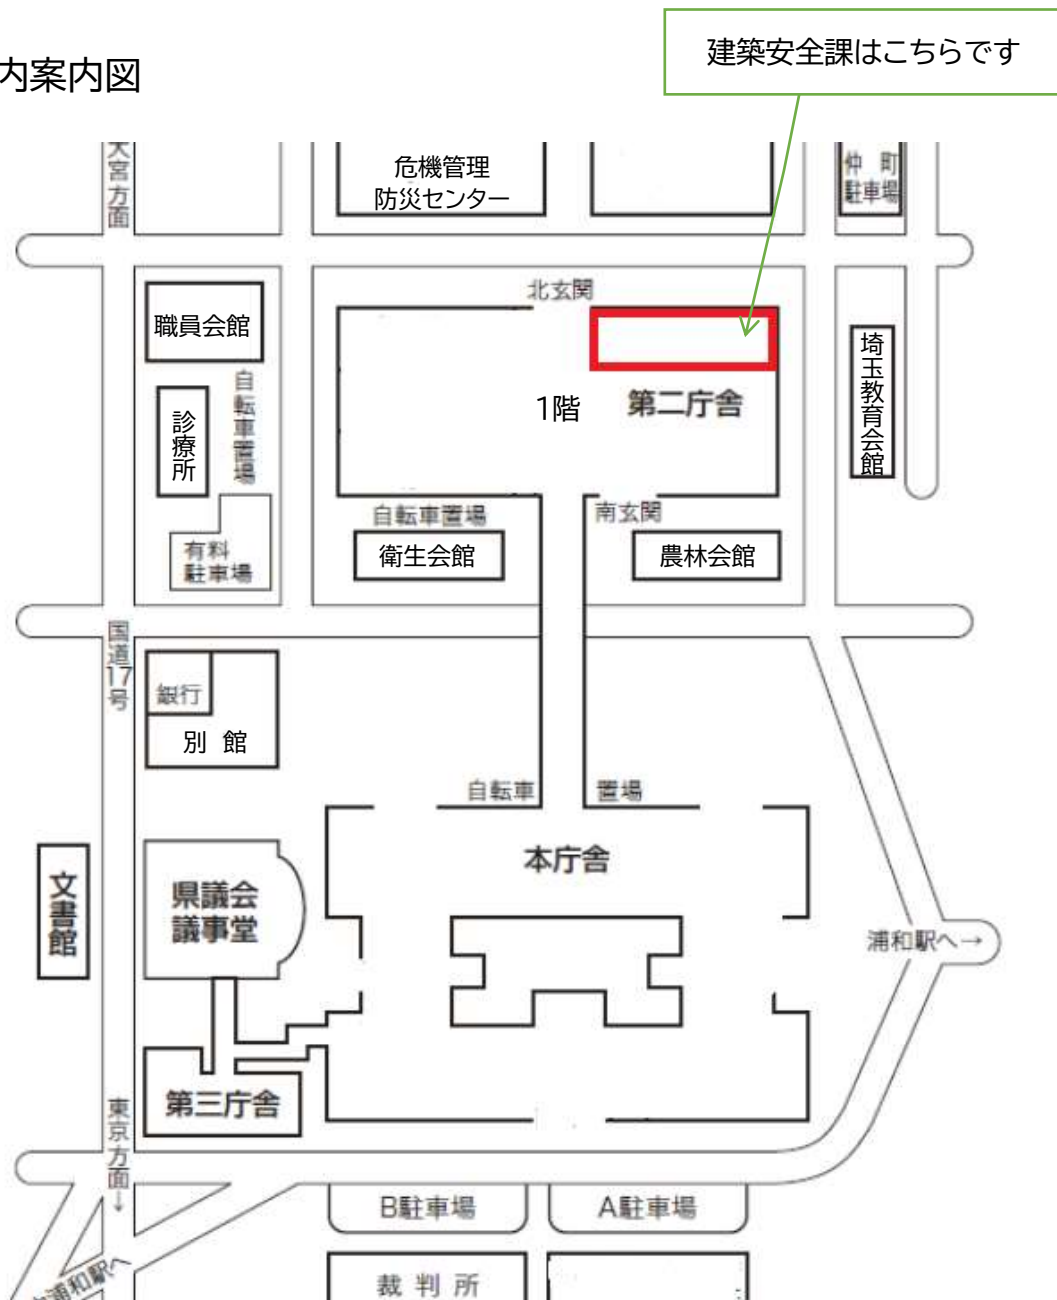 建築安全課はこちらです
内案内図
大宮方面
危機管理
防災センター
仲町
駐車場
北玄関
職員会館
自転車置場
診療所
1階
第二庁舎
埼玉教育会館
有料
駐車場
自転車置場
衛生会館
南玄関
農林会館
国道17号
銀行
別館
自転車 置場
本庁舎
文書館
県議会
議事堂
浦和駅へ→
第三庁舎
東京方面→
B駐車場
A駐車場
浦和駅へ
裁判所